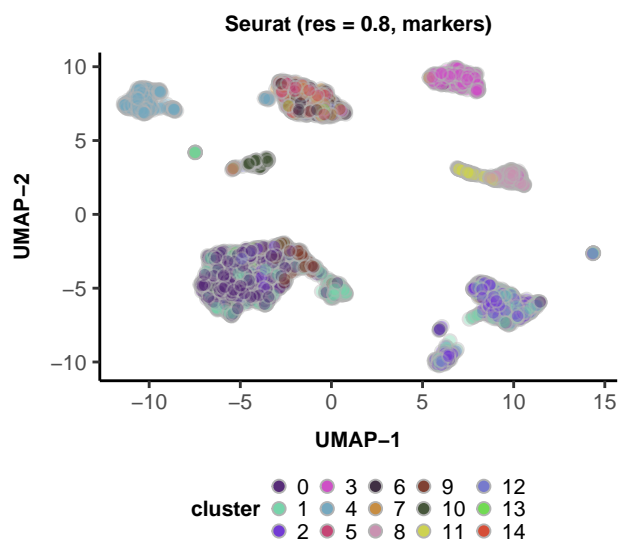 Seurat (res = 0.8, markers)
10
5
0
−5
−10
UMAP−2
−10 −5 0 5 10 15
UMAP−1
0 3 6 9 12
cluster 1 4 7 10 13
2 5 8 11 14